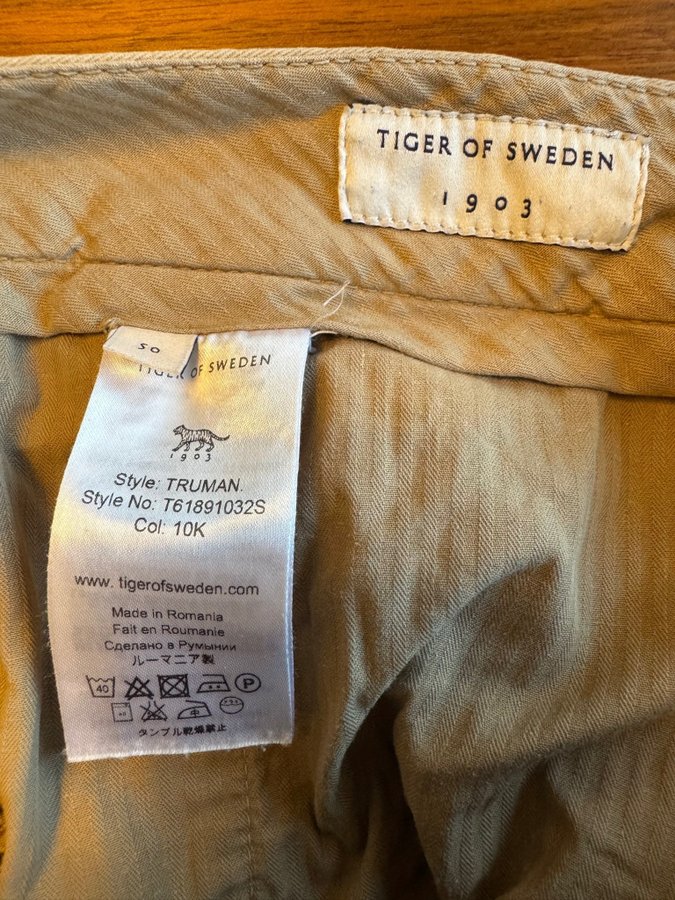 TIGER OF SWEDEN
1903
50
TIGER OF SWEDEN
1903
Style: TRUMAN.
Style No: T61891032S
Col: 10K
www. tigerofsweden.com
Made in Romania
Fait en Roumanie
Сделано в Румынии
ルーマニア製
40 P
中
タンブル乾燥禁止